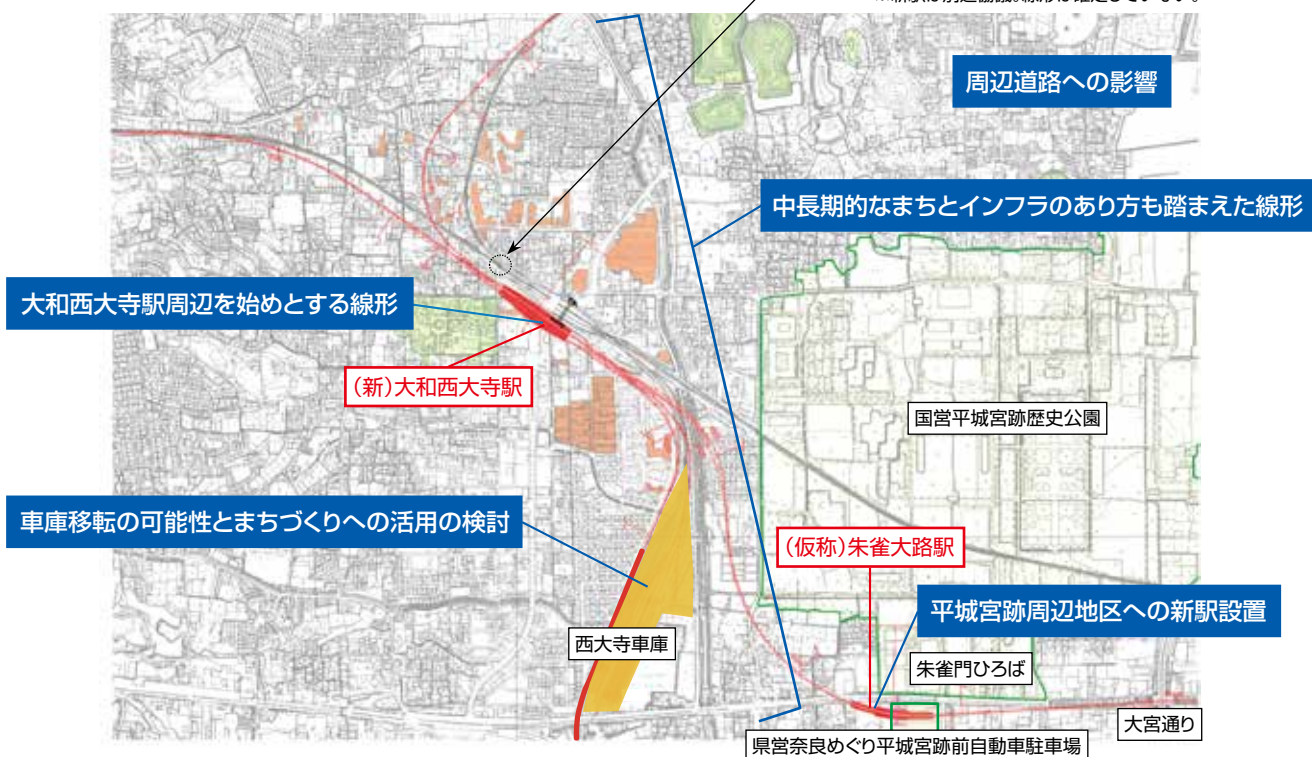 周辺道路への影響
中長期的なまちとインフラのあり方も踏まえた線形
大和西大寺駅周辺を始めとする線形
(新)大和西大寺駅
国営平城宮跡歴史公園
車庫移転の可能性とまちづくりへの活用の検討
(仮称)朱雀大路駅
平城宮跡周辺地区への新駅設置
西大寺車庫
朱雀門ひろば
大宮通り
県営奈良めぐり平城宮跡前自動車駐車場